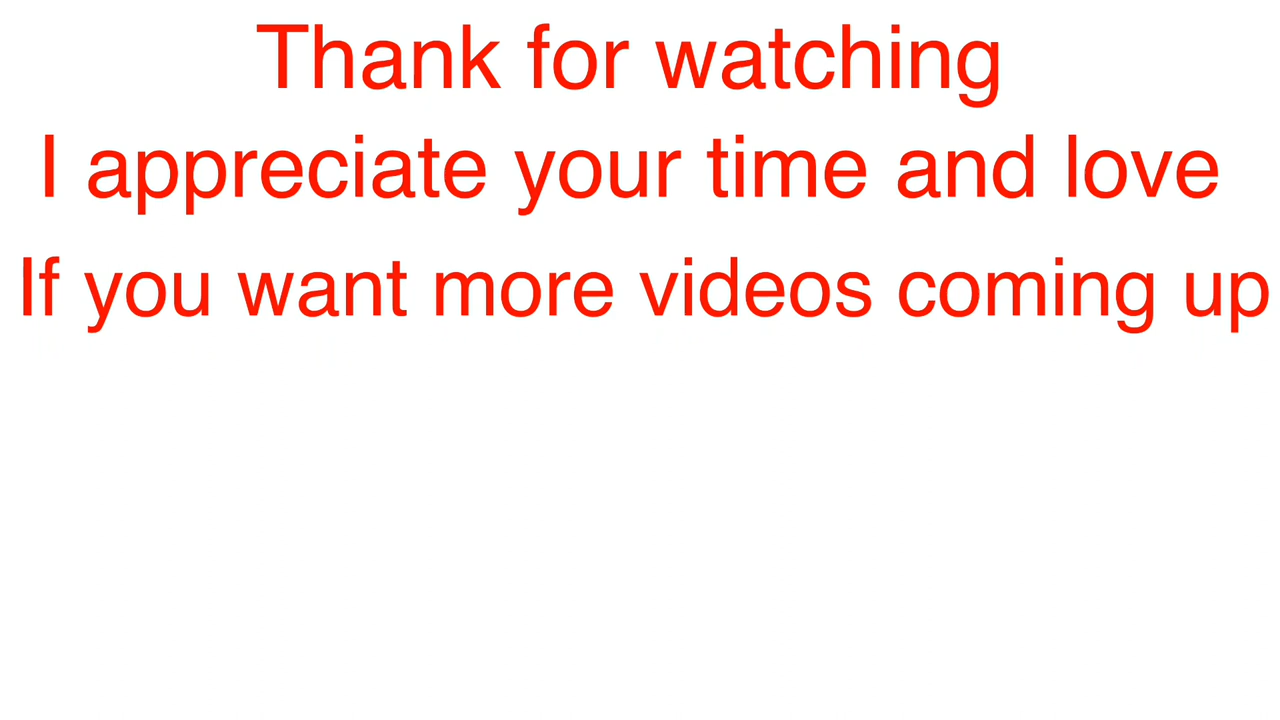 Thank for watching
I appreciate your time and love
If you want more videos coming up